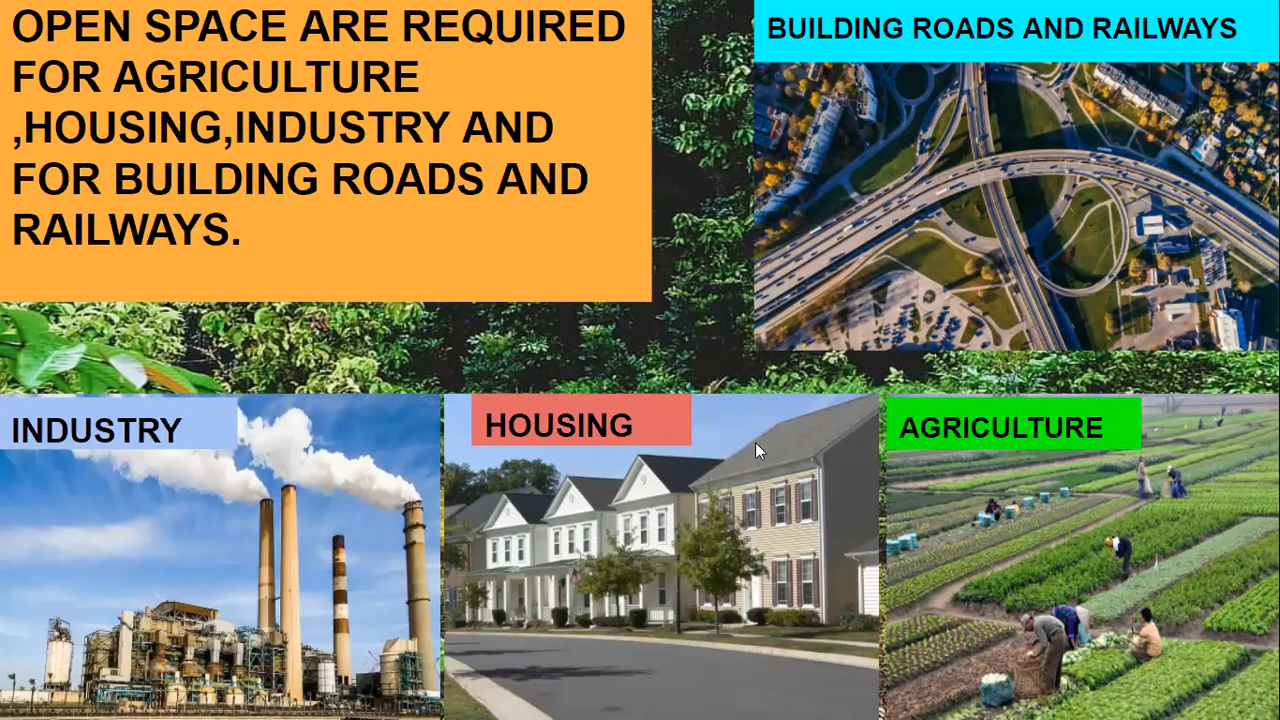 OPEN SPACE ARE REQUIRED
FOR AGRICULTURE
,HOUSING,INDUSTRY AND
FOR BUILDING ROADS AND
RAILWAYS.
BUILDING ROADS AND RAILWAYS
INDUSTRY
HOUSING
AGRICULTURE